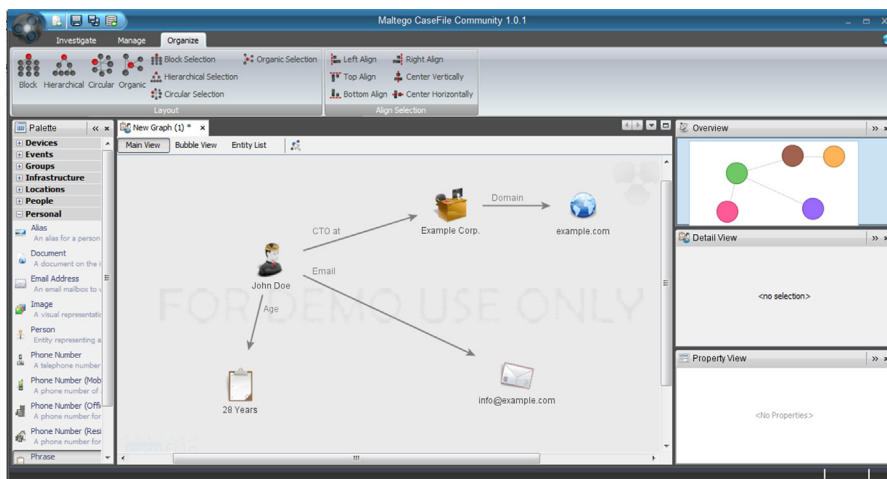 Maltego CaseFile Community 1.0.1
Investigate Manage Organize
Block Hierarchical Circular Organic
Block Selection
Hierarchical Selection
Circular Selection
Organic Selection
Layout
Left Align
Top Align
Bottom Align
Right Align
Center Vertically
Center Horizontally
Align Selection
Palette
Devices
Events
Groups
Infrastructure
Locations
People
Personal
Alias
An alias for a person
Document
A document on the i
Email Address
An email mailbox to
Image
A visual representatio
Person
Entity representing a
Phone Number
A telephone number
Phone Number (Mob
A phone number of
Phone Number (Offi
A phone number for
Phone Number (Resi
A phone number for
Phrase
New Graph (1) *
Main View Bubble View Entity List
CTO at
Example Corp.
Domain
example.com
John Doe
Email
Age
28 Years
info@example.com
FOR DEMO USE ONLY
Overview
Detail View
<no selection>
Property View
<No Properties>